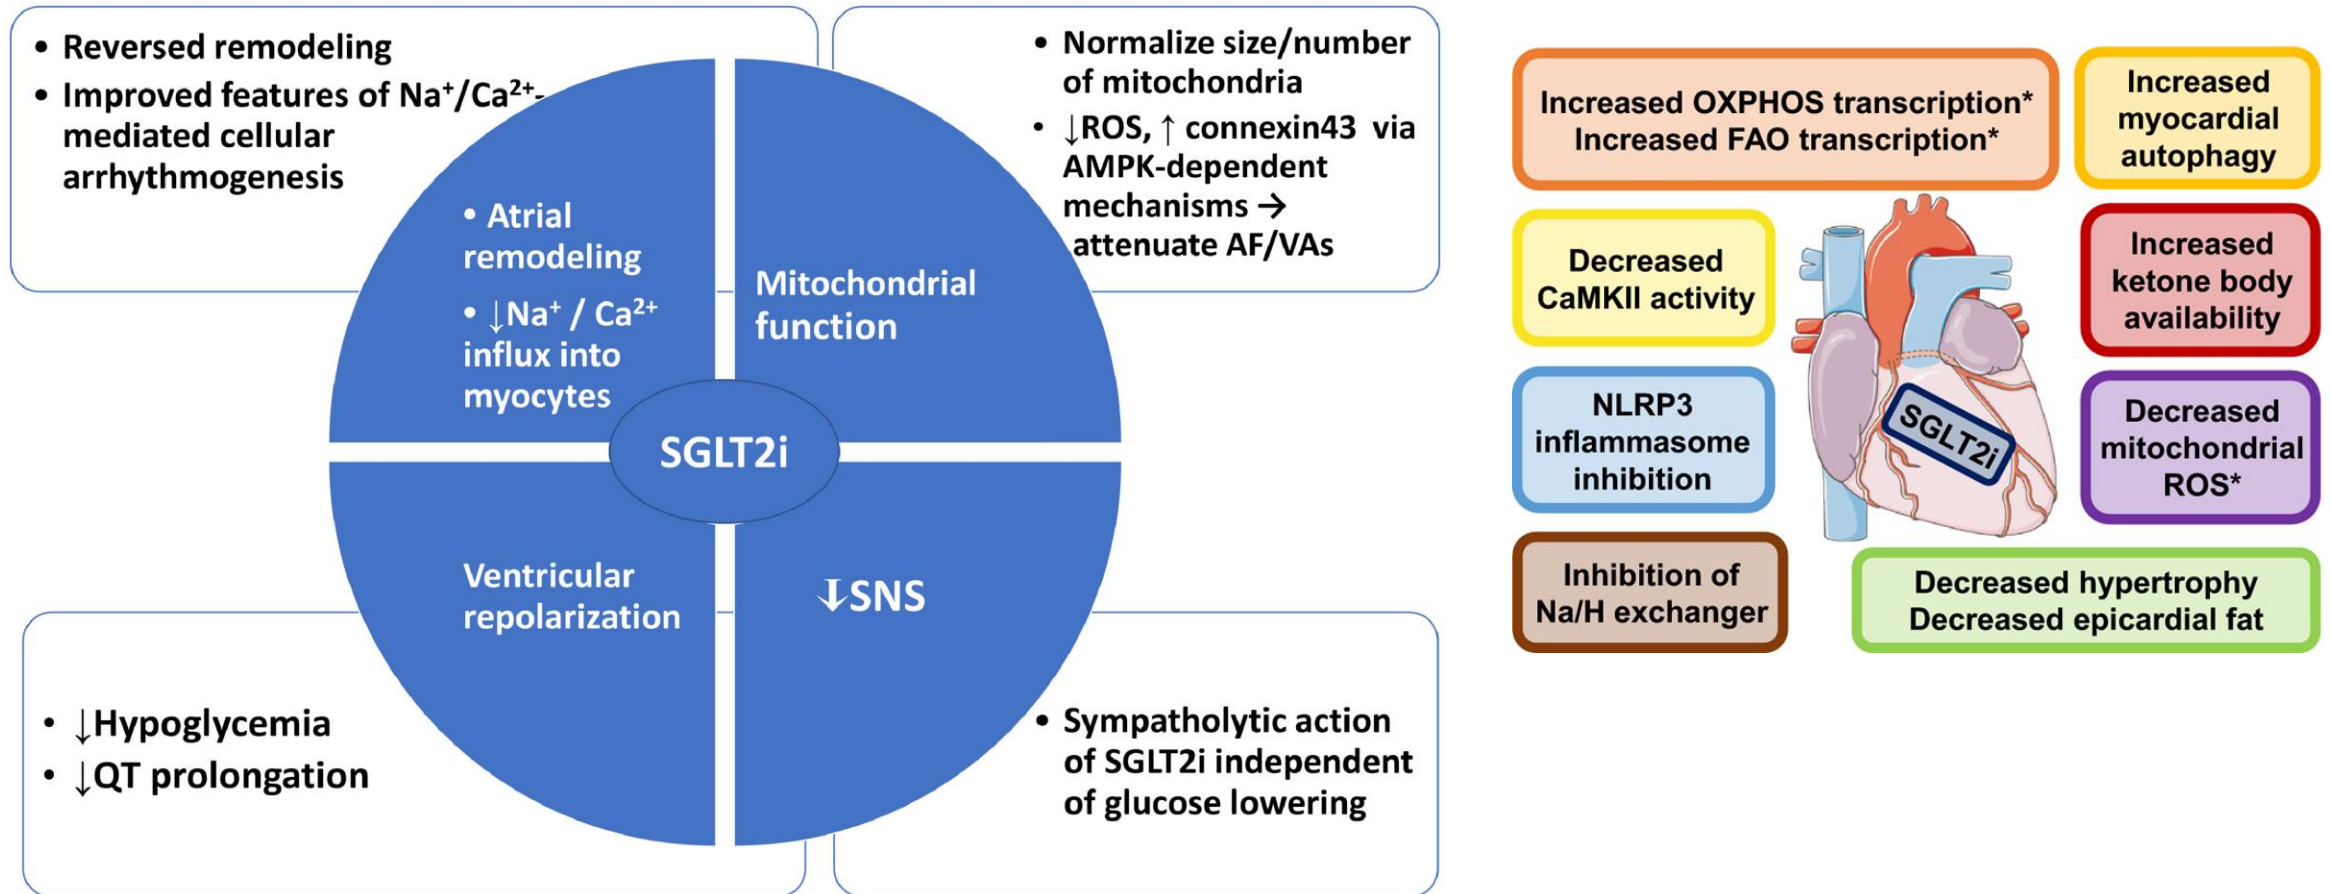 • Reversed remodeling
• Improved features of Na⁺/Ca²⁺-
mediated cellular
arrhythmogenesis
• Normalize size/number
of mitochondria
• ↓ROS, ↑ connexin43 via
AMPK-dependent
mechanisms →
attenuate AF/VAs
• Atrial
remodeling
• ↓Na⁺ / Ca²⁺
influx into
myocytes
Mitochondrial
function
SGLT2i
Ventricular
repolarization
↓SNS
• ↓Hypoglycemia
• ↓QT prolongation
• Sympatholytic action
of SGLT2i independent
of glucose lowering
Increased OXPHOS transcription*
Increased FAO transcription*
Increased
myocardial
autophagy
Decreased
CaMKII activity
Increased
ketone body
availability
NLRP3
inflammasome
inhibition
SGLT2i
Decreased
mitochondrial
ROS*
Inhibition of
Na/H exchanger
Decreased hypertrophy
Decreased epicardial fat